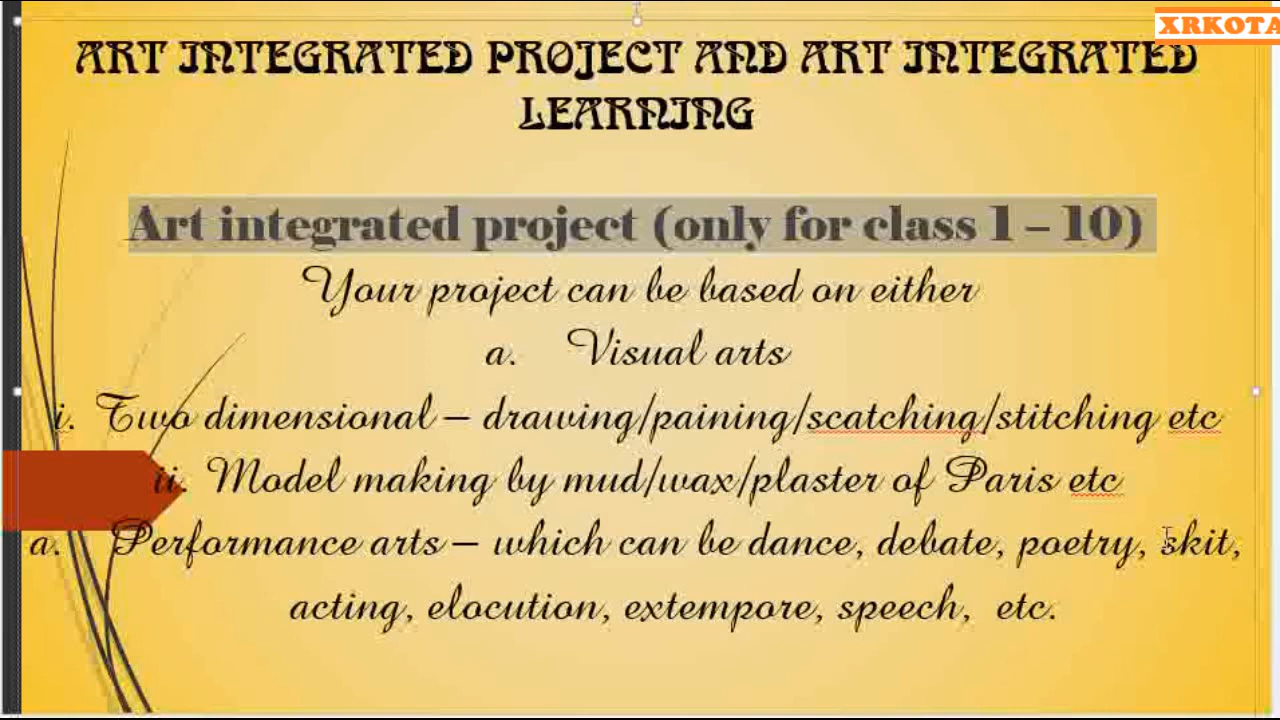 XRKOTA
ART INTEGRATED PROJECT AND ART INTEGRATED
LEARNING
Art integrated project (only for class 1 – 10)
Your project can be based on either
a. Visual arts
i. Two dimensional – drawing/paining/scatching/stitching etc
ii. Model making by mud/wax/plaster of Paris etc
a. Performance arts – which can be dance, debate, poetry, skit,
acting, elocution, extempore, speech, etc.